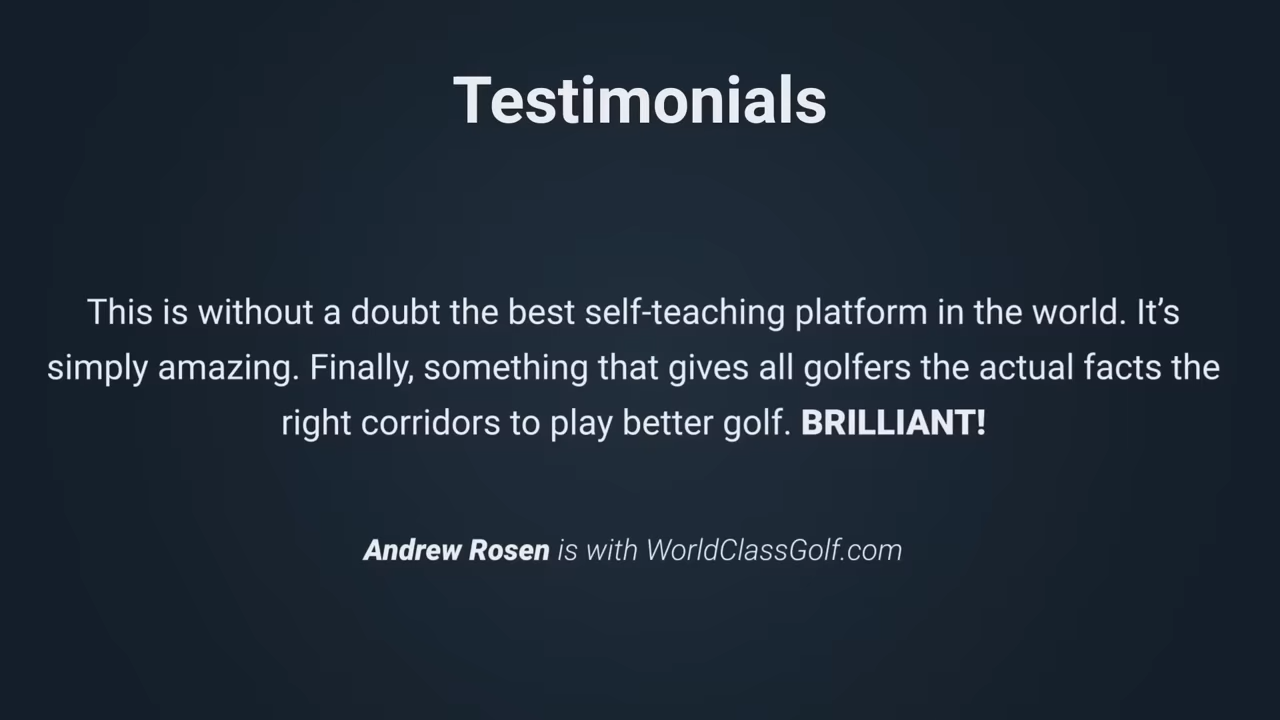 Testimonials
This is without a doubt the best self-teaching platform in the world. It’s
simply amazing. Finally, something that gives all golfers the actual facts the
right corridors to play better golf. BRILLIANT!
Andrew Rosen is with WorldClassGolf.com